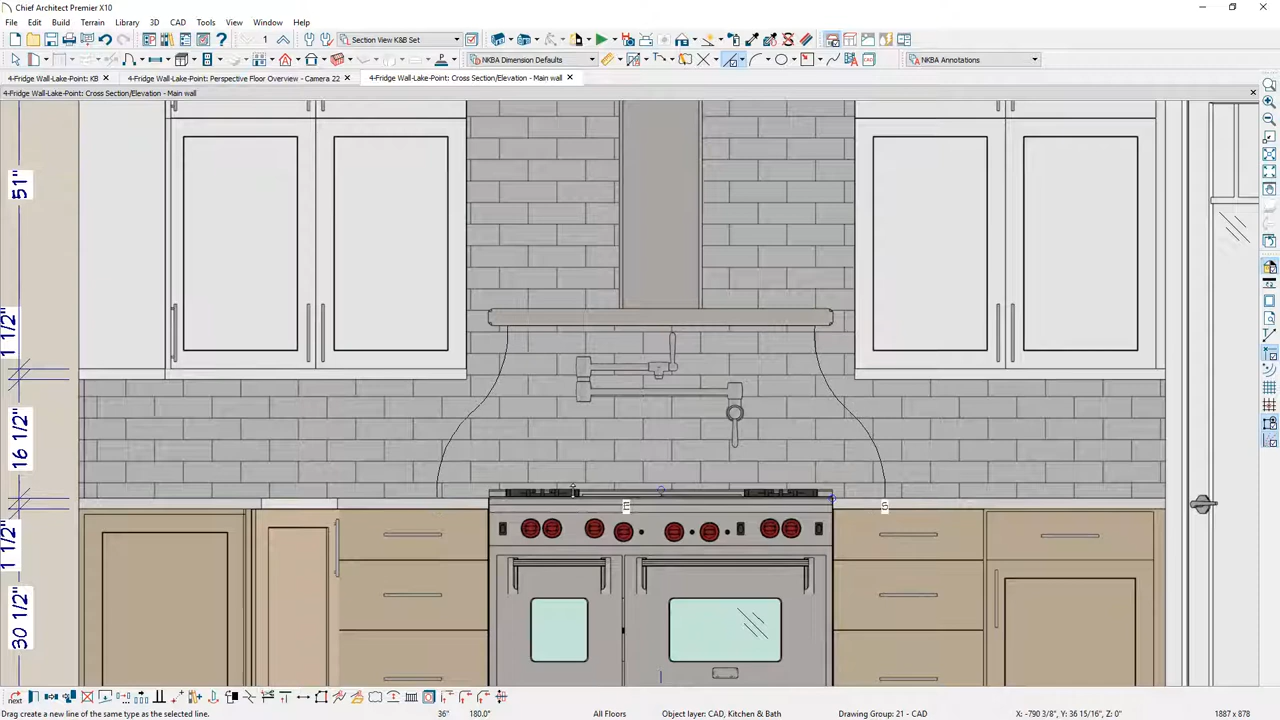 Chief Architect Premier X10
File Edit Build Terrain Library 3D CAD Tools View Window Help
1 Section View K&B Set
NKBA Dimension Defaults NKBA Annotations
4-Fridge Wall-Lake-Point: KB 4-Fridge Wall-Lake-Point: Perspective Floor Overview - Camera 22 4-Fridge Wall-Lake-Point: Cross Section/Elevation - Main wall
4-Fridge Wall-Lake-Point: Cross Section/Elevation - Main wall
51"
1 1/2"
16 1/2"
E S
1 1/2"
30 1/2"
next
Drag create a new line of the same type as the selected line. 36" 180.0° All Floors Object layer: CAD, Kitchen & Bath Drawing Group: 21 - CAD X: -790 3/8", Y: 36 15/16", Z: 0" 1887 x 878